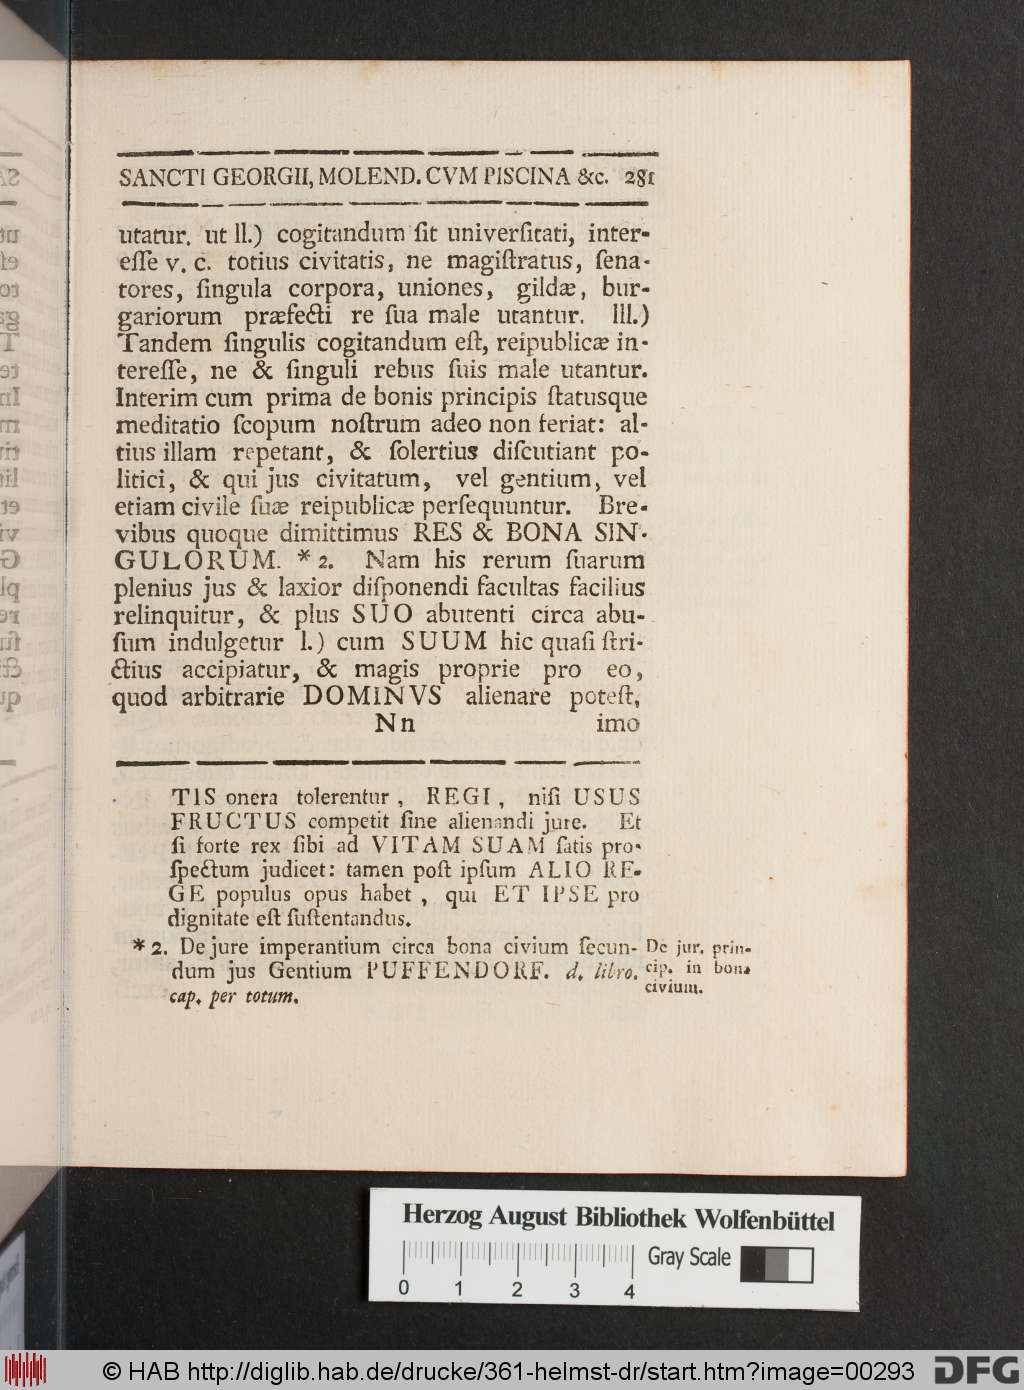 SANCTI GEORGII, MOLEND. CVM PISCINA &c. 281
utatur. ut II.) cogitandum ſit univerſitati, inter-
eſſe v. c. totius civitatis, ne magiſtratus, ſena-
tores, ſingula corpora, uniones, gildæ, bur-
gariorum præfecti re ſua male utantur. III.)
Tandem ſingulis cogitandum eſt, reipublicæ in-
tereſſe, ne & ſinguli rebus ſuis male utantur.
Interim cum prima de bonis principis ſtatusque
meditatio ſcopum noſtrum adeo non feriat: al-
tius illam repetant, & ſolertius diſcutiant po-
litici, & qui jus civitatum, vel gentium, vel
etiam civile ſuæ reipublicæ perſequuntur. Bre-
vibus quoque dimittimus RES & BONA SIN-
GULORUM. *2. Nam his rerum ſuarum
plenius jus & laxior diſponendi facultas facilius
relinquitur, & plus SUO abutenti circa abu-
ſum indulgetur I.) cum SUUM hic quaſi ſtri-
ctius accipiatur, & magis proprie pro eo,
quod arbitrarie DOMINVS alienare poteſt,
Nn imo
TIS onera tolerentur, REGI, niſi USUS
FRUCTUS competit ſine alienandi jure. Et
ſi forte rex ſibi ad VITAM SUAM ſatis pro-
ſpectum judicet: tamen poſt ipſum ALIO RE-
GE populus opus habet, qui ET IPSE pro
dignitate eſt ſuſtentandus.
*2. De jure imperantium circa bona civium ſecun-
dum jus Gentium PUFFENDORF. d. libro.
cap. per totum.
De jur. prin-
cip. in bona
civium.
Herzog August Bibliothek Wolfenbüttel
Gray Scale
0 1 2 3 4
© HAB http://diglib.hab.de/drucke/361-helmst-dr/start.htm?image=00293
DFG